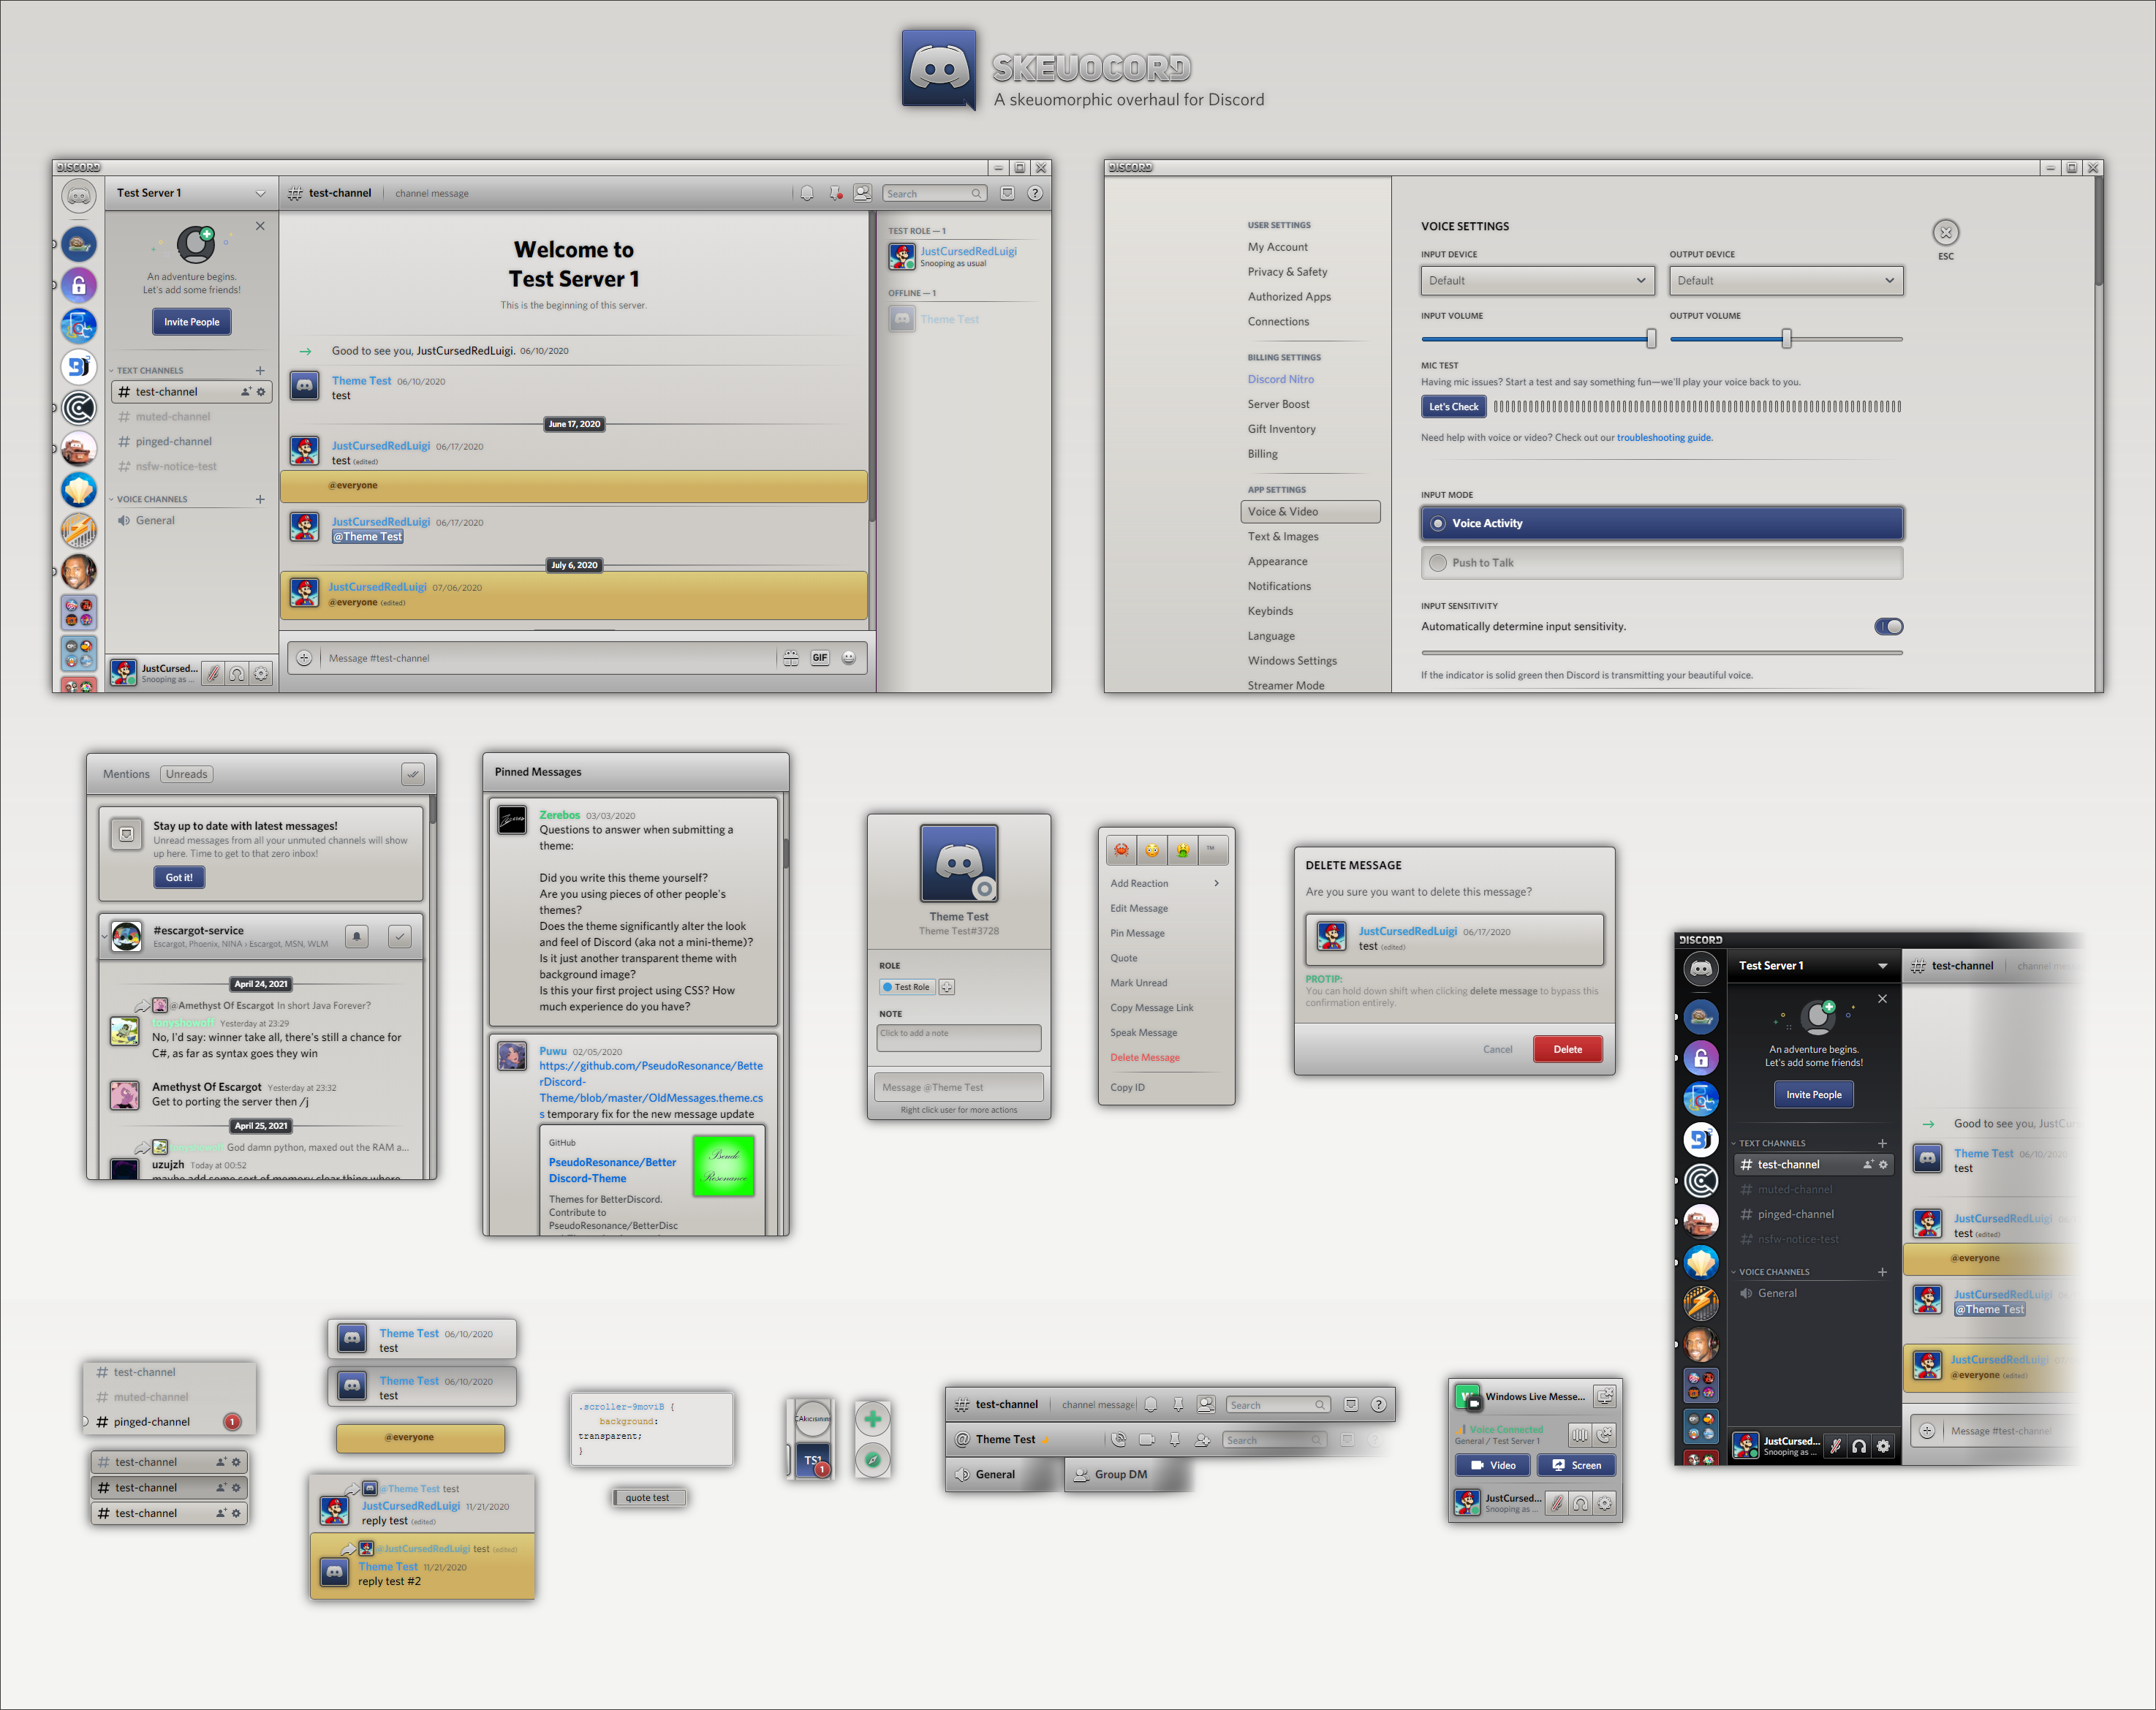 SKEUOCORD
A skeuomorphic overhaul for Discord
DISCORD
Test Server 1
# test-channel
channel message
Search
An adventure begins.
Let's add some friends!
Invite People
TEXT CHANNELS
# test-channel
# muted-channel
# pinged-channel
# nsfw-notice-test
VOICE CHANNELS
General
JustCursed...
Snooping as ...
Welcome to
Test Server 1
This is the beginning of this server.
Good to see you, JustCursedRedLuigi. 06/10/2020
Theme Test 06/10/2020
test
June 17, 2020
JustCursedRedLuigi 06/17/2020
test (edited)
@everyone
JustCursedRedLuigi 06/17/2020
@Theme Test
July 6, 2020
JustCursedRedLuigi 07/06/2020
@everyone (edited)
Message #test-channel
GIF
TEST ROLE — 1
JustCursedRedLuigi
Snooping as usual
OFFLINE — 1
Theme Test
DISCORD
USER SETTINGS
My Account
Privacy & Safety
Authorized Apps
Connections
BILLING SETTINGS
Discord Nitro
Server Boost
Gift Inventory
Billing
APP SETTINGS
Voice & Video
Text & Images
Appearance
Notifications
Keybinds
Language
Windows Settings
Streamer Mode
VOICE SETTINGS
INPUT DEVICE
Default
OUTPUT DEVICE
Default
INPUT VOLUME
OUTPUT VOLUME
MIC TEST
Having mic issues? Start a test and say something fun—we'll play your voice back to you.
Let's Check
Need help with voice or video? Check out our troubleshooting guide.
INPUT MODE
Voice Activity
Push to Talk
INPUT SENSITIVITY
Automatically determine input sensitivity.
If the indicator is solid green then Discord is transmitting your beautiful voice.
ESC
Mentions Unreads
Stay up to date with latest messages!
Unread messages from all your unmuted channels will show
up here. Time to get to that zero inbox!
Got it!
#escargot-service
Escargot, Phoenix, NINA › Escargot, MSN, WLM
April 24, 2021
@Amethyst Of Escargot In short Java Forever?
tonyshowoff Yesterday at 23:29
No, I'd say: winner take all, there's still a chance for
C#, as far as syntax goes they win
Amethyst Of Escargot Yesterday at 23:32
Get to porting the server then /j
April 25, 2021
God damn python, maxed out the RAM a...
uzujzh Today at 00:52
maybe add some sort of memory clear thing where
Pinned Messages
Zerebos 03/03/2020
Questions to answer when submitting a
theme:
Did you write this theme yourself?
Are you using pieces of other people's
themes?
Does the theme significantly alter the look
and feel of Discord (aka not a mini-theme)?
Is it just another transparent theme with
background image?
Is this your first project using CSS? How
much experience do you have?
Puwu 02/05/2020
https://github.com/PseudoResonance/Bette
rDiscord-
Theme/blob/master/OldMessages.theme.cs
s temporary fix for the new message update
GitHub
PseudoResonance/Better
Discord-Theme
Themes for BetterDiscord.
Contribute to
PseudoResonance/BetterDisc
Theme Test
Theme Test#3728
ROLE
Test Role
NOTE
Click to add a note
Message @Theme Test
Right click user for more actions
TM
Add Reaction
Edit Message
Pin Message
Quote
Mark Unread
Copy Message Link
Speak Message
Delete Message
Copy ID
DELETE MESSAGE
Are you sure you want to delete this message?
JustCursedRedLuigi 06/17/2020
test (edited)
PROTIP:
You can hold down shift when clicking delete message to bypass this
confirmation entirely.
Cancel
Delete
DISCORD
Test Server 1
# test-channel
channel
An adventure begins.
Let's add some friends!
Invite People
TEXT CHANNELS
# test-channel
# muted-channel
# pinged-channel
# nsfw-notice-test
VOICE CHANNELS
General
JustCursed...
Snooping as ...
Good to see you,
Theme Test 06/10/2020
test
JustCursedRedLuigi
test (edited)
@everyone
JustCursedRedLuigi
@Theme Test
JustCursedRedLuigi
@everyone (edited)
Message #test-channel
# test-channel
# muted-channel
# pinged-channel 1
# test-channel
# test-channel
# test-channel
Theme Test 06/10/2020
test
Theme Test 06/10/2020
test
@everyone
@Theme Test test
JustCursedRedLuigi 11/21/2020
reply test (edited)
@JustCursedRedLuigi test (edited)
Theme Test 11/21/2020
reply test #2
.scroller-9moviB {
background:
transparent;
}
quote test
TS1
1
# test-channel
channel message
Search
@ Theme Test
Search
General
Group DM
Windows Live Messe...
Voice Connected
General / Test Server 1
Video
Screen
JustCursed...
Snooping as ...